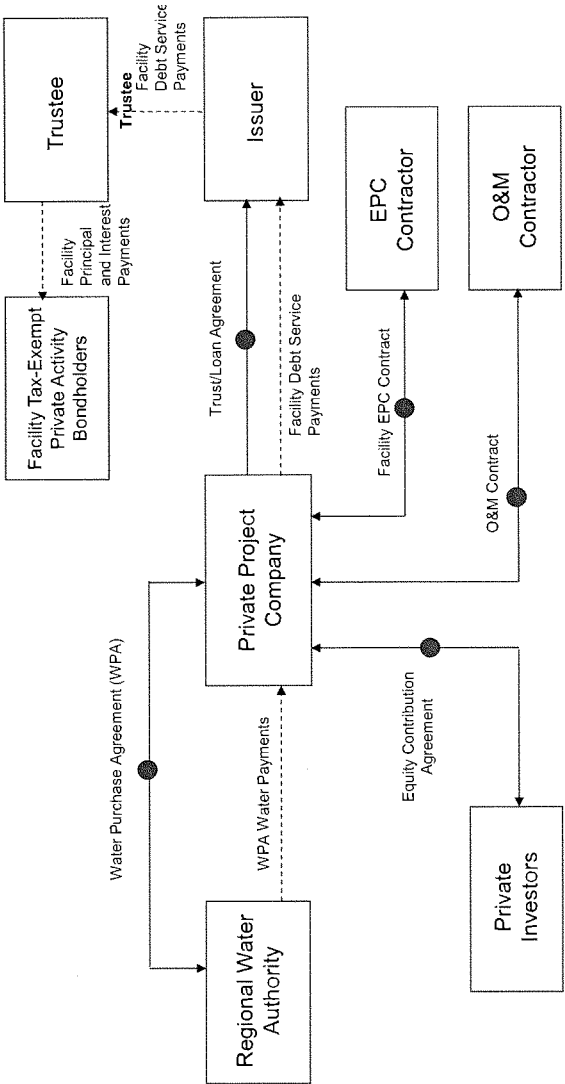 Water Purchase Agreement (WPA)
Regional Water
Authority
WPA Water Payments
Private Project
Company
Equity Contribution
Agreement
Private
Investors
Trust/Loan Agreement
Facility Debt Service
Payments
Facility EPC Contract
O&M Contract
Facility Tax-Exempt
Private Activity
Bondholders
Facility
Principal
and Interest
Payments
Trustee
Trustee
Facility
Debt Service
Payments
Issuer
EPC
Contractor
O&M
Contractor